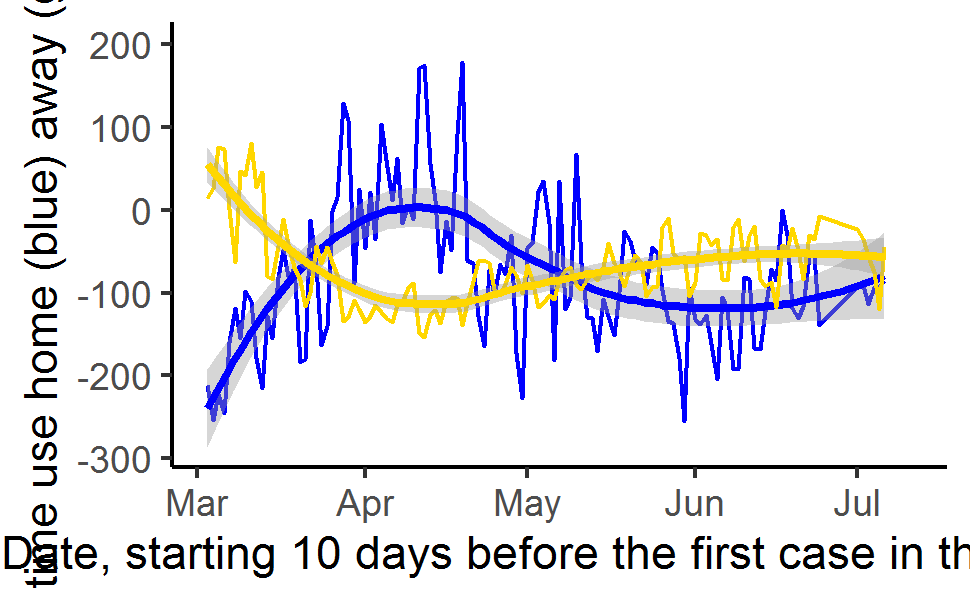 time use home (blue) away (
200
100
0
-100
-200
-300
Mar Apr May Jun Jul
Date, starting 10 days before the first case in th